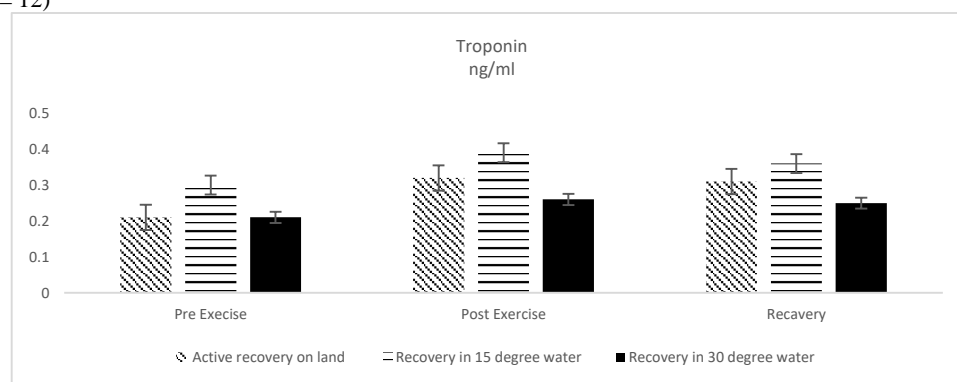 = 12)
Troponin
ng/ml
0.5
0.4
0.3
0.2
0.1
0
Pre Execise Post Exercise Recavery
Active recovery on land Recovery in 15 degree water Recovery in 30 degree water